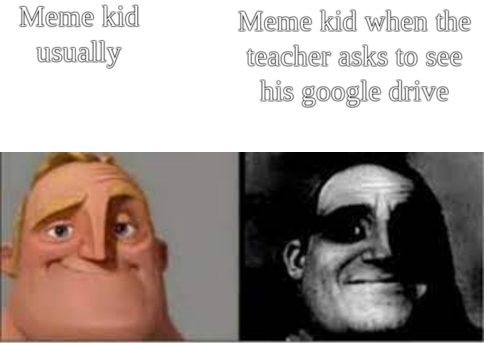 Meme kid
usually
Meme kid when the
teacher asks to see
his google drive